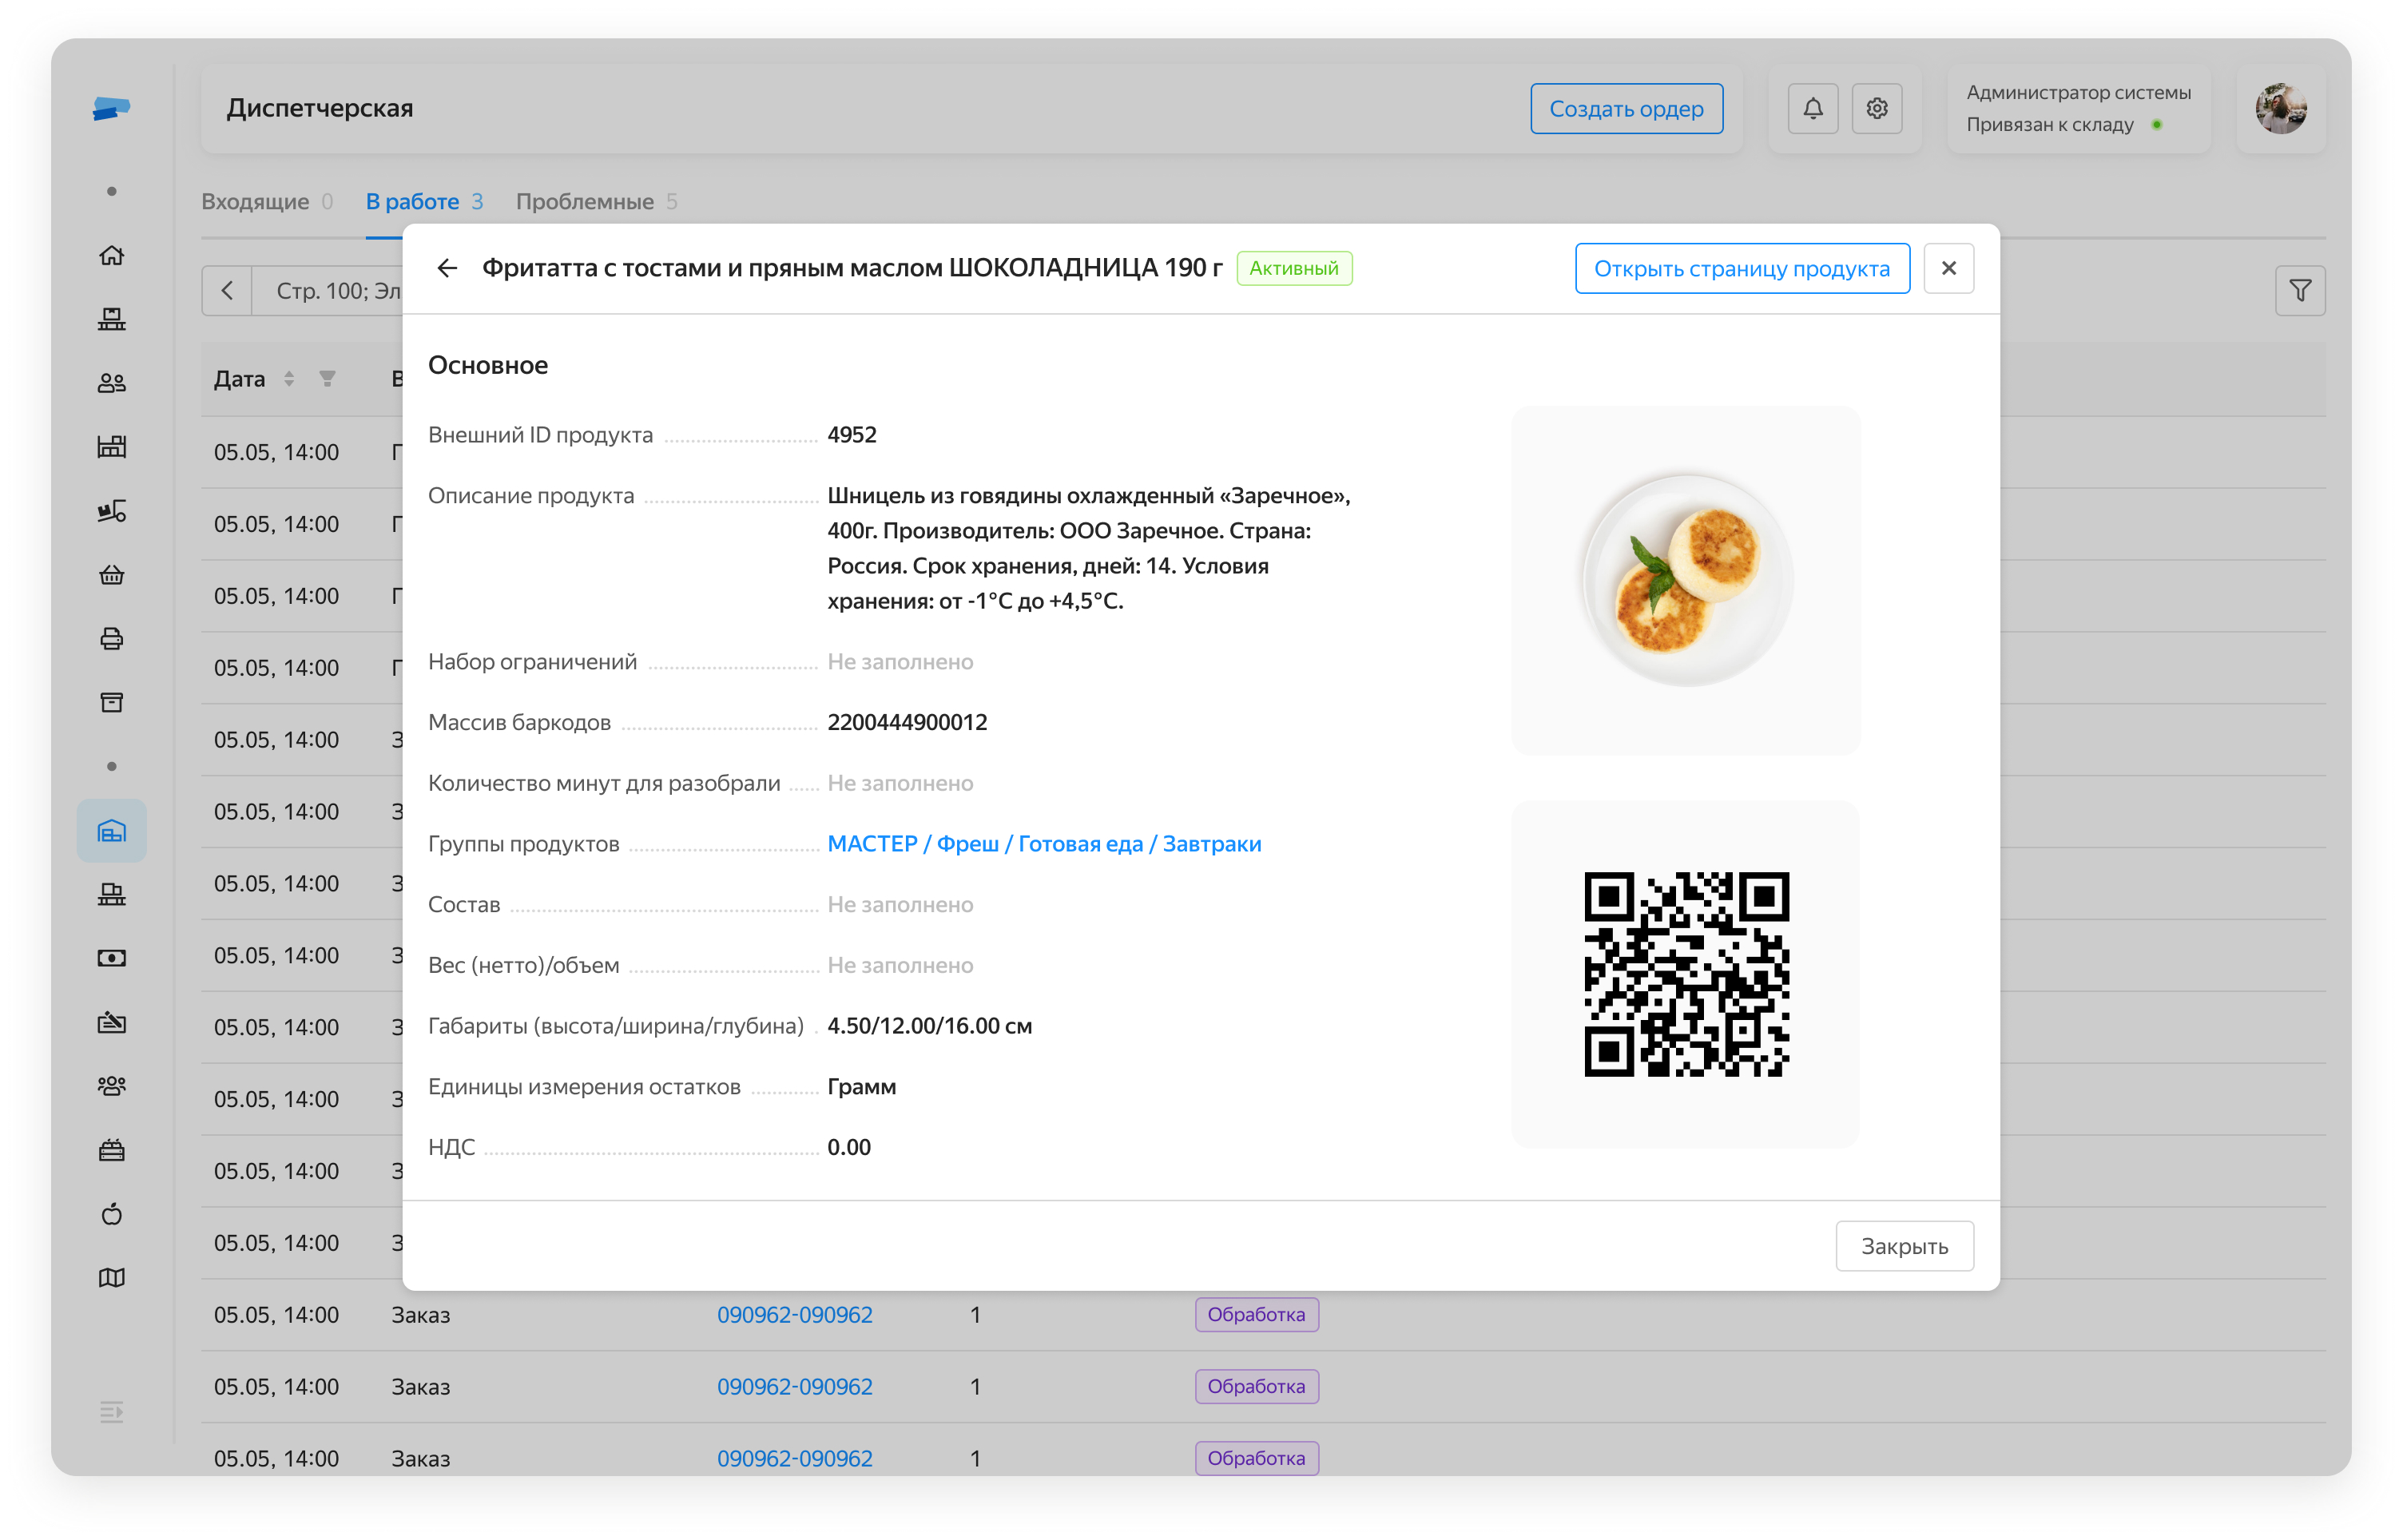 Диспетчерская
Создать ордер
Администратор системы
Привязан к складу
Входящие 0
В работе 3
Проблемные 5
Фритатта с тостами и пряным маслом ШОКОЛАДНИЦА 190 г
Активный
Открыть страницу продукта
Стр. 100; Эл
Основное
Дата
В
Внешний ID продукта 4952
05.05, 14:00
Описание продукта
Шницель из говядины охлажденный «Заречное»,
400г. Производитель: ООО Заречное. Страна:
Россия. Срок хранения, дней: 14. Условия
хранения: от -1°С до +4,5°С.
05.05, 14:00
05.05, 14:00
Набор ограничений Не заполнено
05.05, 14:00
Массив баркодов 2200444900012
05.05, 14:00 З
Количество минут для разобрали Не заполнено
05.05, 14:00 З
Группы продуктов МАСТЕР / Фреш / Готовая еда / Завтраки
05.05, 14:00 З
Состав Не заполнено
05.05, 14:00 З
Вес (нетто)/объем Не заполнено
05.05, 14:00 З
Габариты (высота/ширина/глубина) 4.50/12.00/16.00 см
05.05, 14:00 З
Единицы измерения остатков Грамм
05.05, 14:00 З
НДС 0.00
05.05, 14:00 З
Закрыть
05.05, 14:00 Заказ 090962-090962 1 Обработка
05.05, 14:00 Заказ 090962-090962 1 Обработка
05.05, 14:00 Заказ 090962-090962 1 Обработка